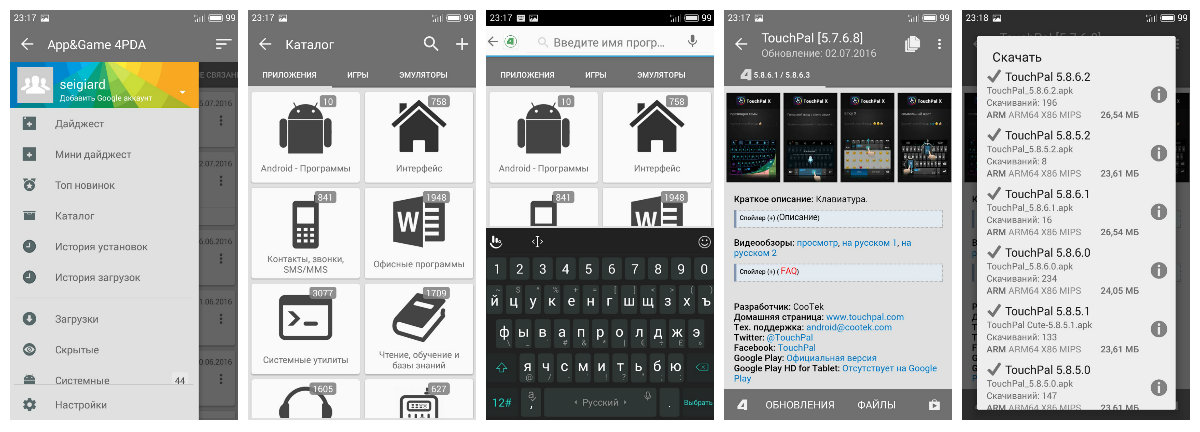 23:17
99
App&Game 4PDA
Е СВЯЗАН
seigiard
Добавить Google аккаунт
Дайджест
Мини дайджест
Топ новинок
Каталог
История установок
История загрузок
Загрузки
Скрытые
Системные
44
Настройки
23:17
99
Каталог
ПРИЛОЖЕНИЯ
ИГРЫ
ЭМУЛЯТОРЫ
10
Android - Программы
758
Интерфейс
841
Контакты, звонки,
SMS/MMS
1948
Офисные программы
3077
Системные утилиты
1709
Чтение, обучение и
базы знаний
1605
627
23:17
99
Введите имя прогр...
ПРИЛОЖЕНИЯ
ИГРЫ
ЭМУЛЯТОРЫ
10
Android - Программы
758
Интерфейс
841
1948
1 2 3 4 5 6 7 8 9 0
й ц у к е н г ш щ з х ъ
ф ы в а п р о л д ж э
я ч с м и т ь б ю
12#
Русский
Выбрать
23:17
99
TouchPal [5.7.6.8]
Обновление: 02.07.2016
5.8.6.1 / 5.8.6.3
TouchPal X
TouchPal X
TouchPal X
TouchPal X
Краткое описание: Клавиатура.
Спойлер (+) (Описание)
Видеообзоры: просмотр, на русском 1, на
русском 2
Спойлер (+) ( FAQ)
Разработчик: CooTek
Домашняя страница: www.touchpal.com
Тех. поддержка: android@cootek.com
Twitter: @TouchPal
Facebook: TouchPal
Google Play: Официальная версия
Google Play HD for Tablet: Отсутствует на Google
Play
ОБНОВЛЕНИЯ
ФАЙЛЫ
23:18
99
Скачать
TouchPal 5.8.6.2
TouchPal_5.8.6.2.apk
Скачиваний: 196
ARM ARM64 X86 MIPS 26,54 МБ
TouchPal 5.8.5.2
TouchPal_5.8.5.2.apk
Скачиваний: 8
ARM ARM64 X86 MIPS 23,61 МБ
TouchPal 5.8.6.1
TouchPal_5.8.6.1.apk
Скачиваний: 16
ARM ARM64 X86 MIPS 26,54 МБ
TouchPal 5.8.6.0
TouchPal_5.8.6.0.apk
Скачиваний: 234
ARM ARM64 X86 MIPS 24,05 МБ
TouchPal 5.8.5.1
TouchPal Cute-5.8.5.1.apk
Скачиваний: 133
ARM ARM64 X86 MIPS 23,61 МБ
TouchPal 5.8.5.0
TouchPal_5.8.5.0.apk
Скачиваний: 147
ARM ARM64 X86 MIPS 23,61 МБ